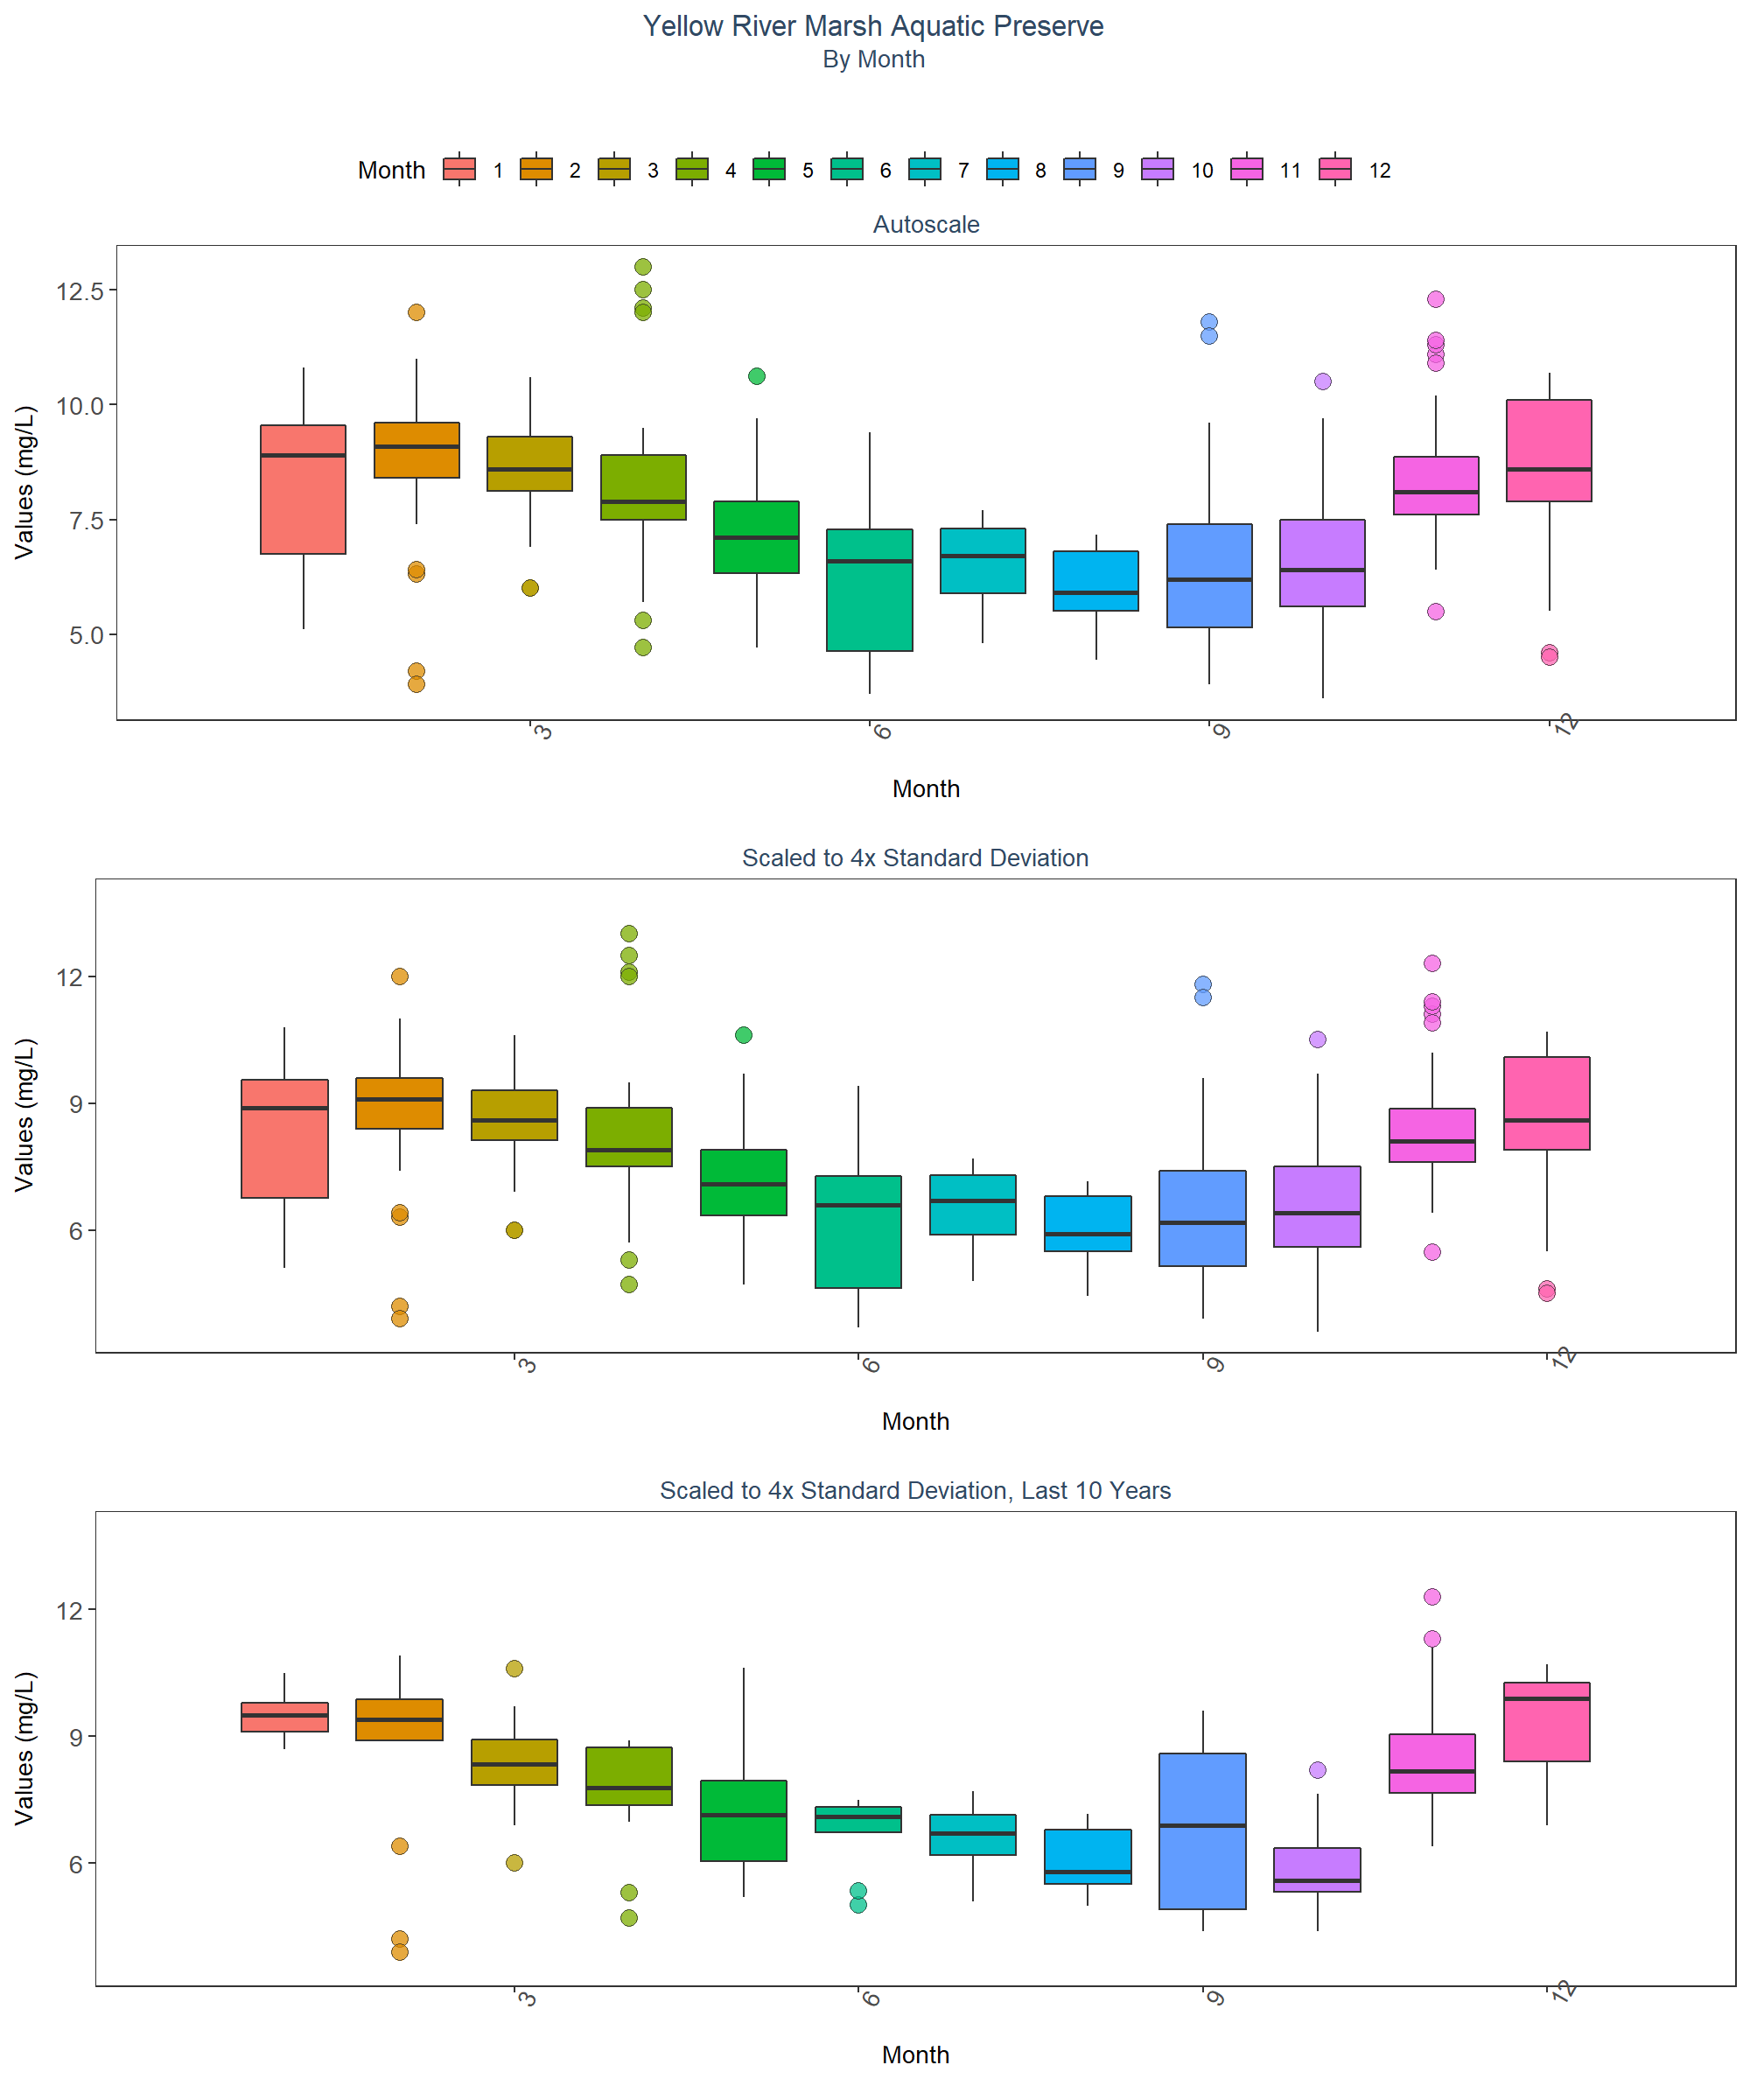 Yellow River Marsh Aquatic Preserve
By Month
Month 1 2 3 4 5 6 7 8 9 10 11 12
Autoscale
Values (mg/L)
12.5
10.0
7.5
5.0
3 6 9 12
Month
Scaled to 4x Standard Deviation
Values (mg/L)
12
9
6
3 6 9 12
Month
Scaled to 4x Standard Deviation, Last 10 Years
Values (mg/L)
12
9
6
3 6 9 12
Month